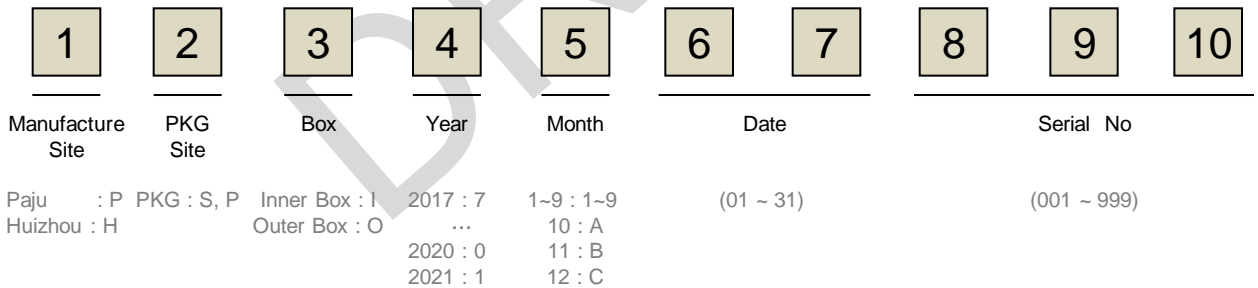 1 2 3 4 5 6 7 8 9 10
Manufacture Site PKG Site Box Year Month Date Serial No
Paju : P PKG : S, P Inner Box : I 2017 : 7 1~9 : 1~9 (01 ~ 31) (001 ~ 999)
Huizhou : H Outer Box : O ... 10 : A
2020 : 0 11 : B
2021 : 1 12 : C